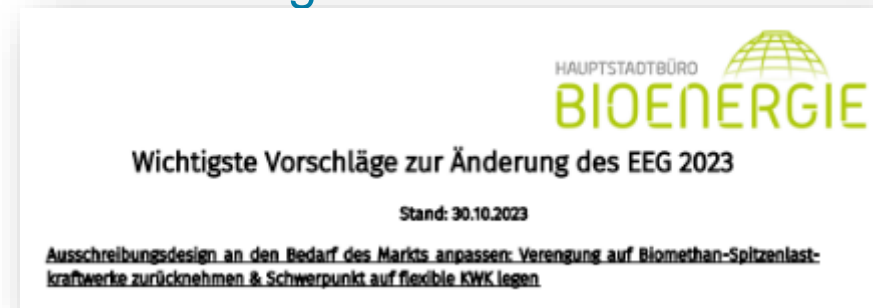 HAUPTSTADTBÜRO
BIOENERGIE
Wichtigste Vorschläge zur Änderung des EEG 2023
Stand: 30.10.2023
Ausschreibungsdesign an den Bedarf des Markts anpassen: Verengung auf Biomethan-Spitzenlast-
kraftwerke zurücknehmen & Schwerpunkt auf flexible KWK legen